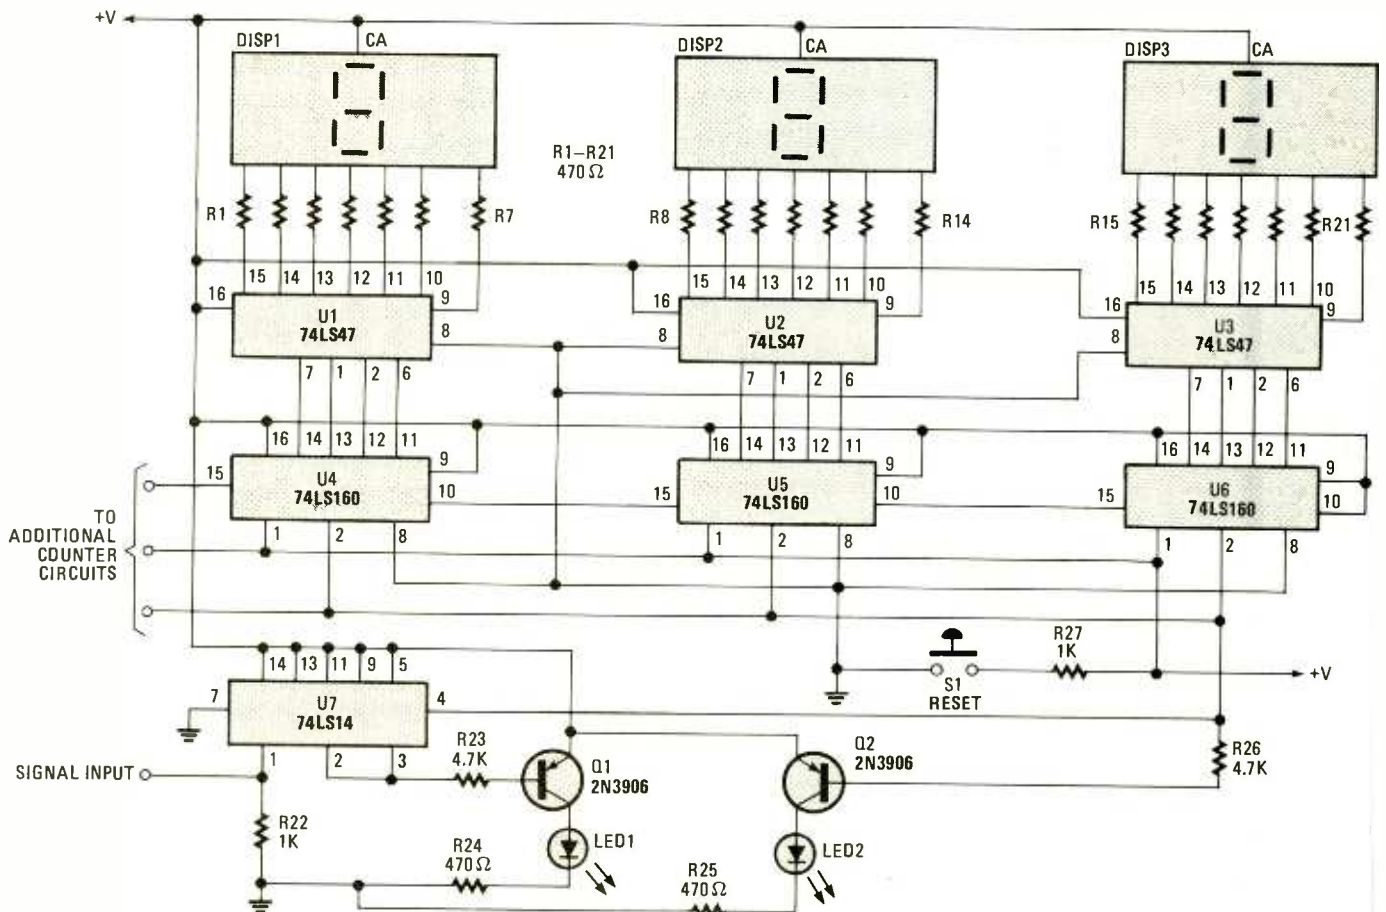 +V
DISP1 CA
DISP2 CA
DISP3 CA
R1–R21
470Ω
R1 R7 R8 R14 R15 R21
15 14 13 12 11 10
15 14 13 12 11 10
15 14 13 12 11 10
16 U1 9
74LS47 8
16 U2 9
8 74LS47
16 U3 9
8 74LS47
7 1 2 6
7 1 2 6
7 1 2 6
16 14 13 12 11
16 14 13 12 11
16 14 13 12 11
15 U4 9
74LS160 10
15 U5 9
74LS160 10
15 U6 9
74LS160 10
1 2 8
1 2 8
1 2 8
TO
ADDITIONAL
COUNTER
CIRCUITS
14 13 11 9 5
7 U7 4
74LS14
1 2 3
S1
RESET
R27
1K
+V
SIGNAL INPUT
R22
1K
R23
4.7K
Q1
2N3906
Q2
2N3906
R26
4.7K
R24
470Ω
LED1
R25
470Ω
LED2